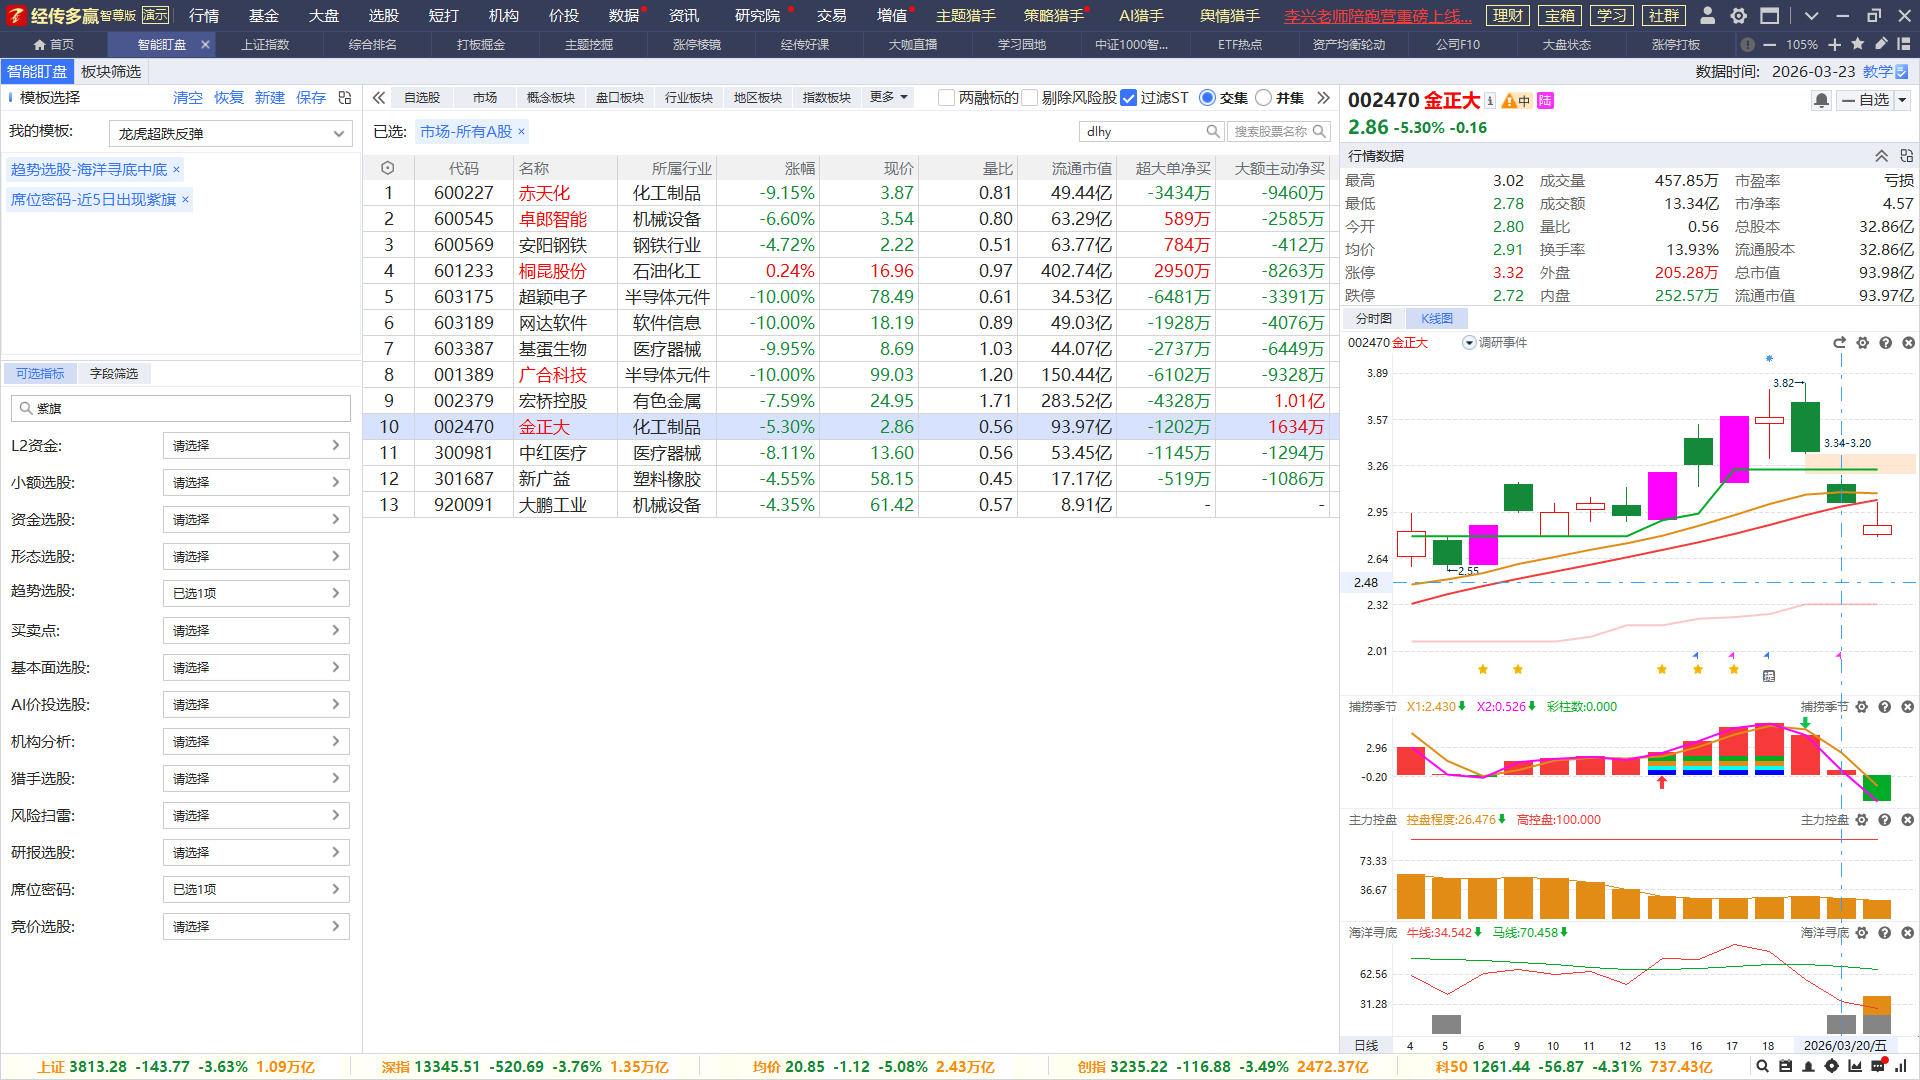 经传多赢 智尊版 演示 行情 基金 大盘 选股 短打 机构 价投 数据 资讯 研究院 交易 增值 主题猎手 策略猎手 AI猎手 舆情猎手 李兴老师陪跑营重磅上线... 理财 宝箱 学习 社群
首页 智能盯盘 × 上证指数 综合排名 打板掘金 主题挖掘 涨停棱镜 经传好课 大咖直播 学习园地 中证1000智... ETF热点 资产均衡轮动 公司F10 大盘状态 涨停打板 105%
智能盯盘 板块筛选 数据时间: 2026-03-23 教学
模板选择 清空 恢复 新建 保存
我的模板: 龙虎超跌反弹
趋势选股-海洋寻底中底 ×
席位密码-近5日出现紫旗 ×
可选指标 字段筛选
紫旗
L2资金: 请选择
小额选股: 请选择
资金选股: 请选择
形态选股: 请选择
趋势选股: 已选1项
买卖点: 请选择
基本面选股: 请选择
AI价投选股: 请选择
机构分析: 请选择
猎手选股: 请选择
风险扫雷: 请选择
研报选股: 请选择
席位密码: 已选1项
竞价选股: 请选择
自选股 市场 概念板块 盘口板块 行业板块 地区板块 指数板块 更多 两融标的 剔除风险股 过滤ST 交集 并集
已选: 市场-所有A股 × dlhy 搜索股票名称
代码 名称 所属行业 涨幅 现价 量比 流通市值 超大单净买 大额主动净买
1 600227 赤天化 化工制品 -9.15% 3.87 0.81 49.44亿 -3434万 -9460万
2 600545 卓郎智能 机械设备 -6.60% 3.54 0.80 63.29亿 589万 -2585万
3 600569 安阳钢铁 钢铁行业 -4.72% 2.22 0.51 63.77亿 784万 -412万
4 601233 桐昆股份 石油化工 0.24% 16.96 0.97 402.74亿 2950万 -8263万
5 603175 超颖电子 半导体元件 -10.00% 78.49 0.61 34.53亿 -6481万 -3391万
6 603189 网达软件 软件信息 -10.00% 18.19 0.89 49.03亿 -1928万 -4076万
7 603387 基蛋生物 医疗器械 -9.95% 8.69 1.03 44.07亿 -2737万 -6449万
8 001389 广合科技 半导体元件 -10.00% 99.03 1.20 150.44亿 -6102万 -9328万
9 002379 宏桥控股 有色金属 -7.59% 24.95 1.71 283.52亿 -4328万 1.01亿
10 002470 金正大 化工制品 -5.30% 2.86 0.56 93.97亿 -1202万 1634万
11 300981 中红医疗 医疗器械 -8.11% 13.60 0.56 53.45亿 -1145万 -1294万
12 301687 新广益 塑料橡胶 -4.55% 58.15 0.45 17.17亿 -519万 -1086万
13 920091 大鹏工业 机械设备 -4.35% 61.42 0.57 8.91亿 - -
002470 金正大 中 陆 自选
2.86 -5.30% -0.16
行情数据
最高 3.02 成交量 457.85万 市盈率 亏损
最低 2.78 成交额 13.34亿 市净率 4.57
今开 2.80 量比 0.56 总股本 32.86亿
均价 2.91 换手率 13.93% 流通股本 32.86亿
涨停 3.32 外盘 205.28万 总市值 93.98亿
跌停 2.72 内盘 252.57万 流通市值 93.97亿
分时图 K线图
002470 金正大 调研事件
3.89
3.82→
3.57
3.34-3.20
3.26
2.95
2.64
←2.55
2.48
2.32
2.01
捕捞季节 X1:2.430 X2:0.526 彩柱数:0.000 捕捞季节
2.96
-0.20
主力控盘 控盘程度:26.476 高控盘:100.000 主力控盘
73.33
36.67
海洋寻底 牛线:34.542 马线:70.458 海洋寻底
62.56
31.28
日线 4 5 6 9 10 11 12 13 16 17 18 2026/03/20/五
上证 3813.28 -143.77 -3.63% 1.09万亿 深指 13345.51 -520.69 -3.76% 1.35万亿 均价 20.85 -1.12 -5.08% 2.43万亿 创指 3235.22 -116.88 -3.49% 2472.37亿 科50 1261.44 -56.87 -4.31% 737.43亿